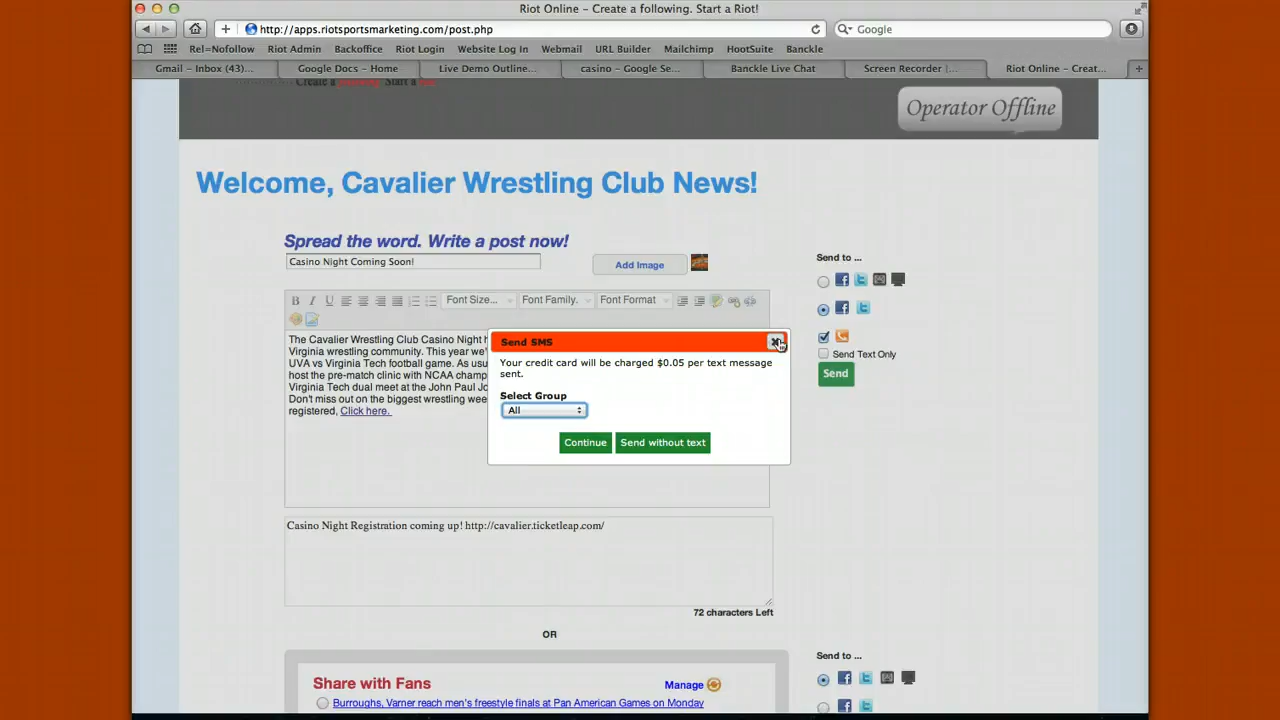 Riot Online – Create a following. Start a Riot!
http://apps.riotsportsmarketing.com/post.php
Google
Rel=Nofollow Riot Admin Backoffice Riot Login Website Log In Webmail URL Builder Mailchimp HootSuite Banckle
Gmail – Inbox (43)... Google Docs – Home Live Demo Outline... casino – Google Se... Banckle Live Chat Screen Recorder |... Riot Online – Creat...
Create a Start a
Operator Offline
Welcome, Cavalier Wrestling Club News!
Spread the word. Write a post now!
Casino Night Coming Soon!
Add Image
Send to ...
B I U Font Size... Font Family. Font Format
The Cavalier Wrestling Club Casino Night
Virginia wrestling community. This year we'
UVA vs Virginia Tech football game. As usu
host the pre-match clinic with NCAA champ
Virginia Tech dual meet at the John Paul Jo
Don't miss out on the biggest wrestling wee
registered, Click here.
Send SMS
Your credit card will be charged $0.05 per text message
sent.
Select Group
All
Continue Send without text
Send Text Only
Send
Casino Night Registration coming up! http://cavalier.ticketleap.com/
72 characters Left
OR
Send to ...
Share with Fans
Manage
Burroughs, Varner reach men's freestyle finals at Pan American Games on Monday